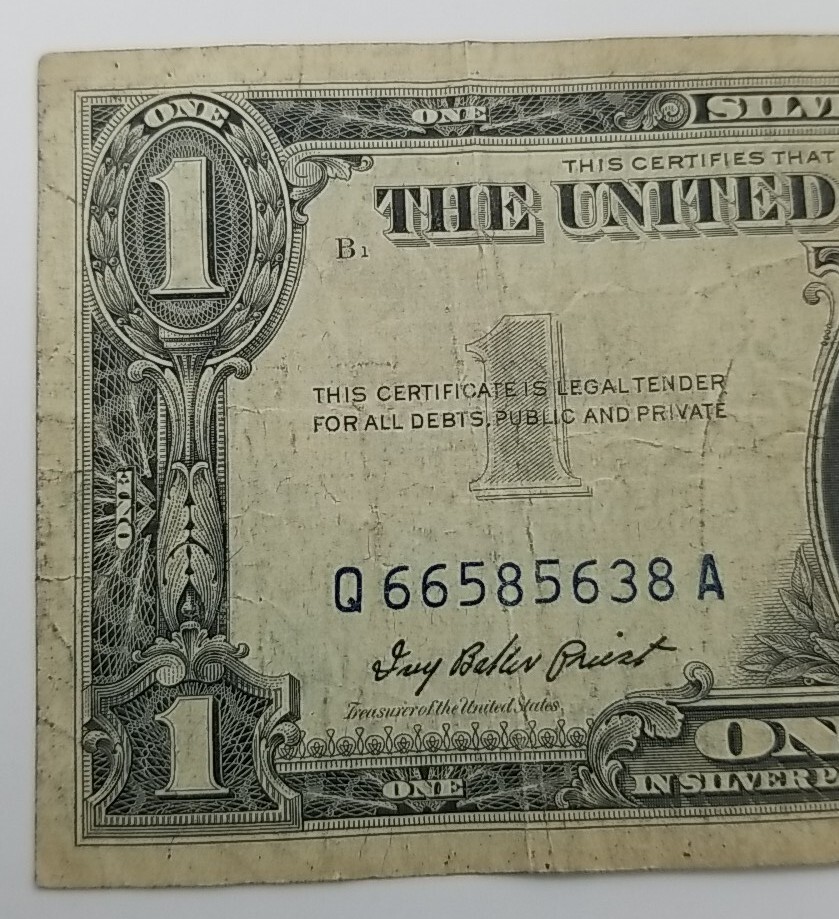 ONE
ONE
SILV
1
THIS CERTIFIES THAT
THE UNITED
B1
1
THIS CERTIFICATE IS LEGAL TENDER
FOR ALL DEBTS, PUBLIC AND PRIVATE
ONE
Q 66585638 A
Ivy Baker Priest
Treasurer of the United States.
1
ON
ONE
IN SILVER P